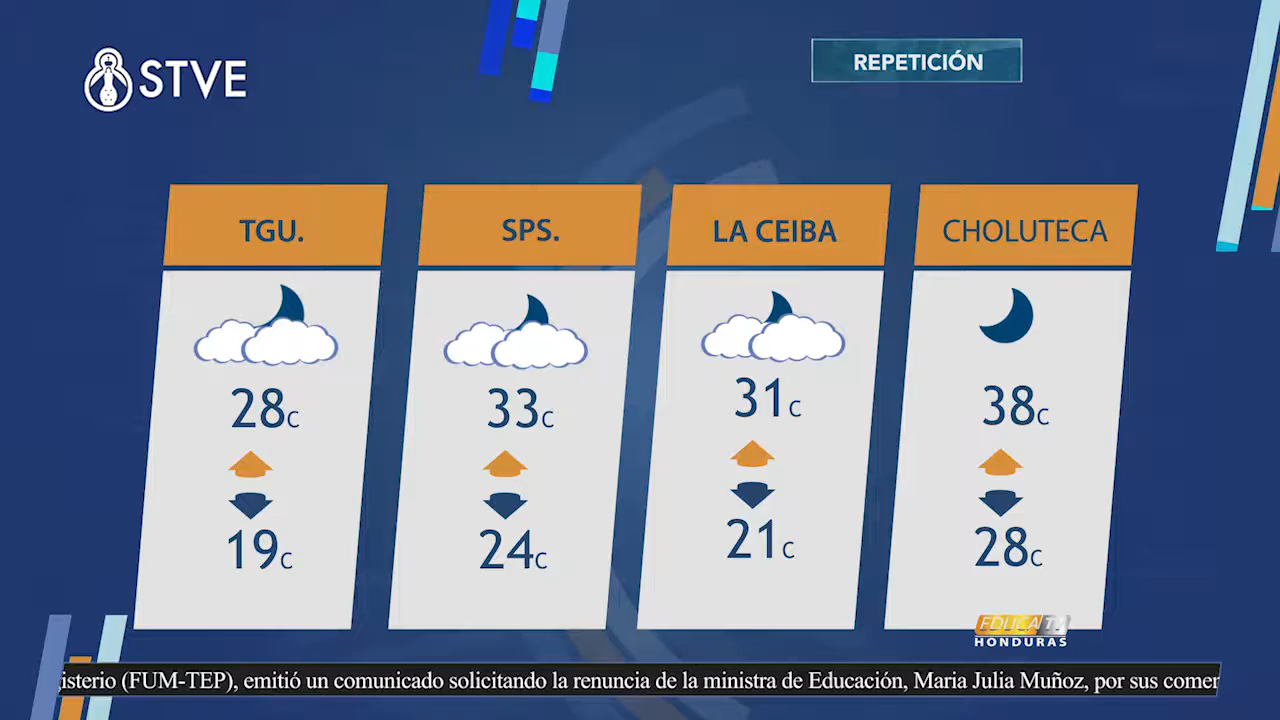 STVE
REPETICIÓN
TGU.
SPS.
LA CEIBA
CHOLUTECA
28C
33C
31C
38C
19C
24C
21C
28C
EDUCATV
HONDURAS
isterio (FUM-TEP), emitió un comunicado solicitando la renuncia de la ministra de Educación, Maria Julia Muñoz, por sus comer